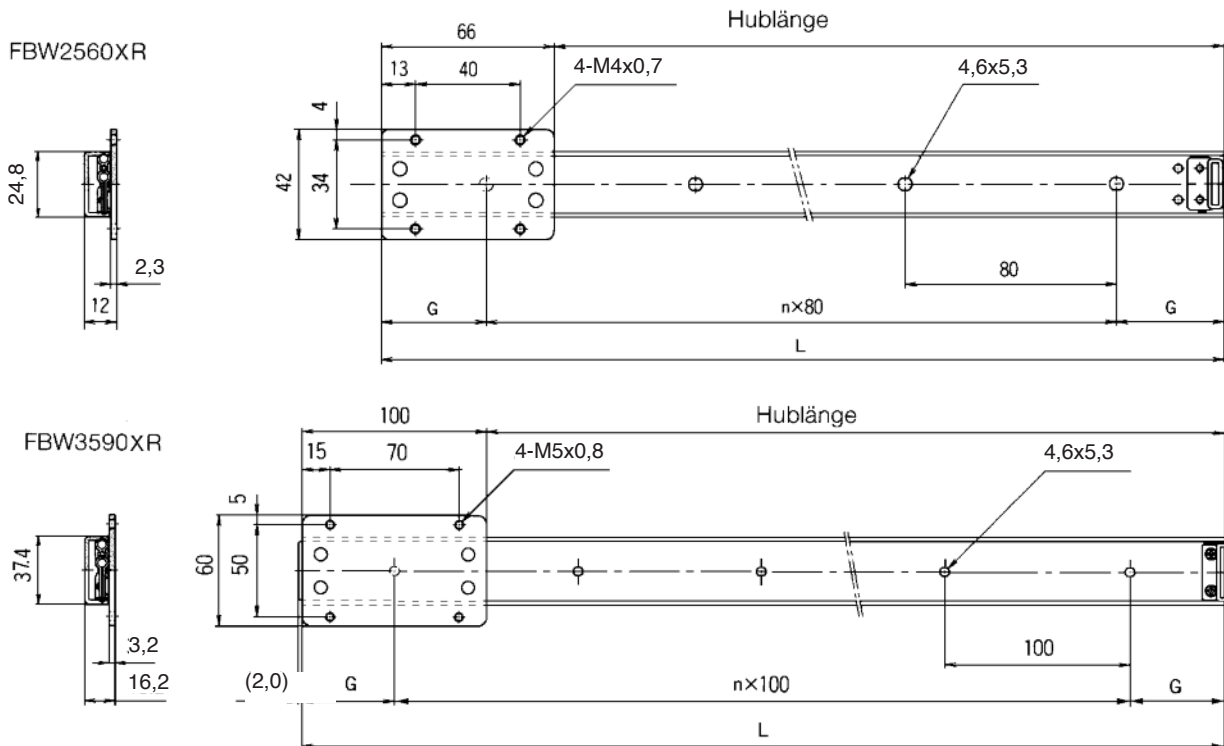 Hublänge
66
FBW2560XR
13
40
4-M4x0,7
4,6x5,3
4
24,8
42
34
2,3
12
80
G
n×80
G
L
100
Hublänge
FBW3590XR
15
70
4-M5x0,8
4,6x5,3
5
37.4
60
50
3,2
16,2
(2,0)
100
G
n×100
G
L